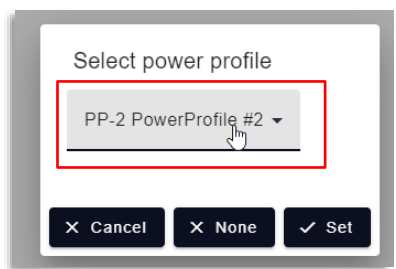 Select power profile
PP-2 PowerProfile #2
Cancel
None
Set